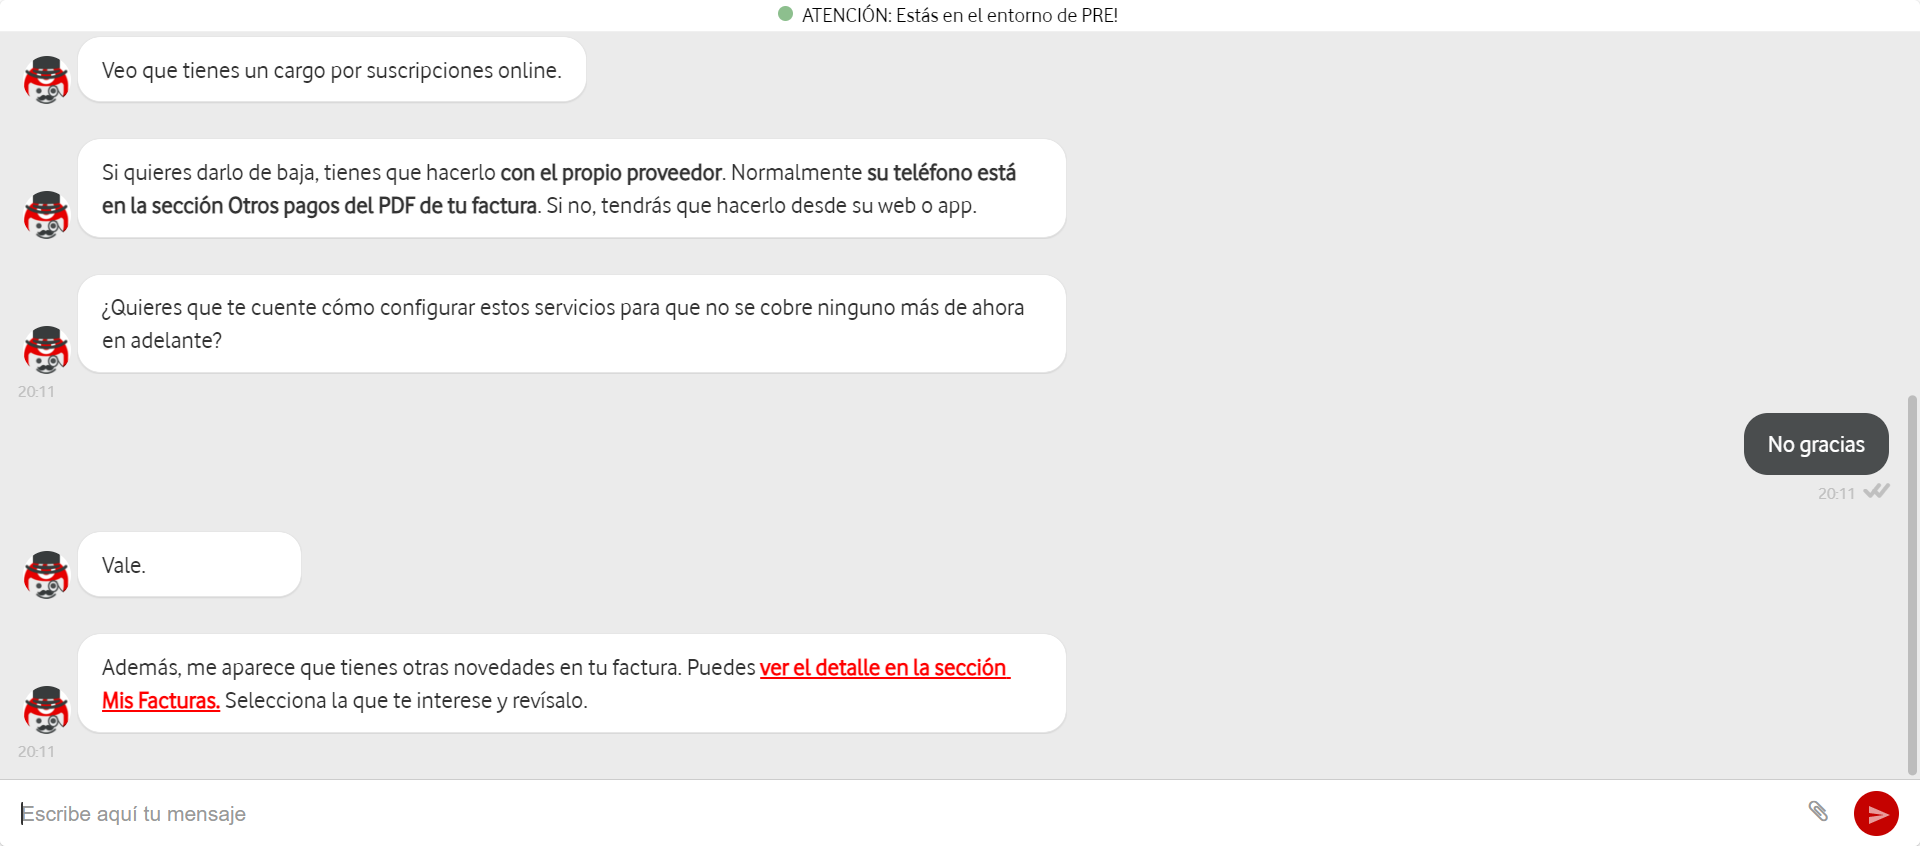 ATENCIÓN: Estás en el entorno de PRE!
Veo que tienes un cargo por suscripciones online.
Si quieres darlo de baja, tienes que hacerlo con el propio proveedor. Normalmente su teléfono está
en la sección Otros pagos del PDF de tu factura. Si no, tendrás que hacerlo desde su web o app.
¿Quieres que te cuente cómo configurar estos servicios para que no se cobre ninguno más de ahora
en adelante?
20:11
No gracias
20:11
Vale.
Además, me aparece que tienes otras novedades en tu factura. Puedes ver el detalle en la sección
Mis Facturas. Selecciona la que te interese y revísalo.
20:11
Escribe aquí tu mensaje